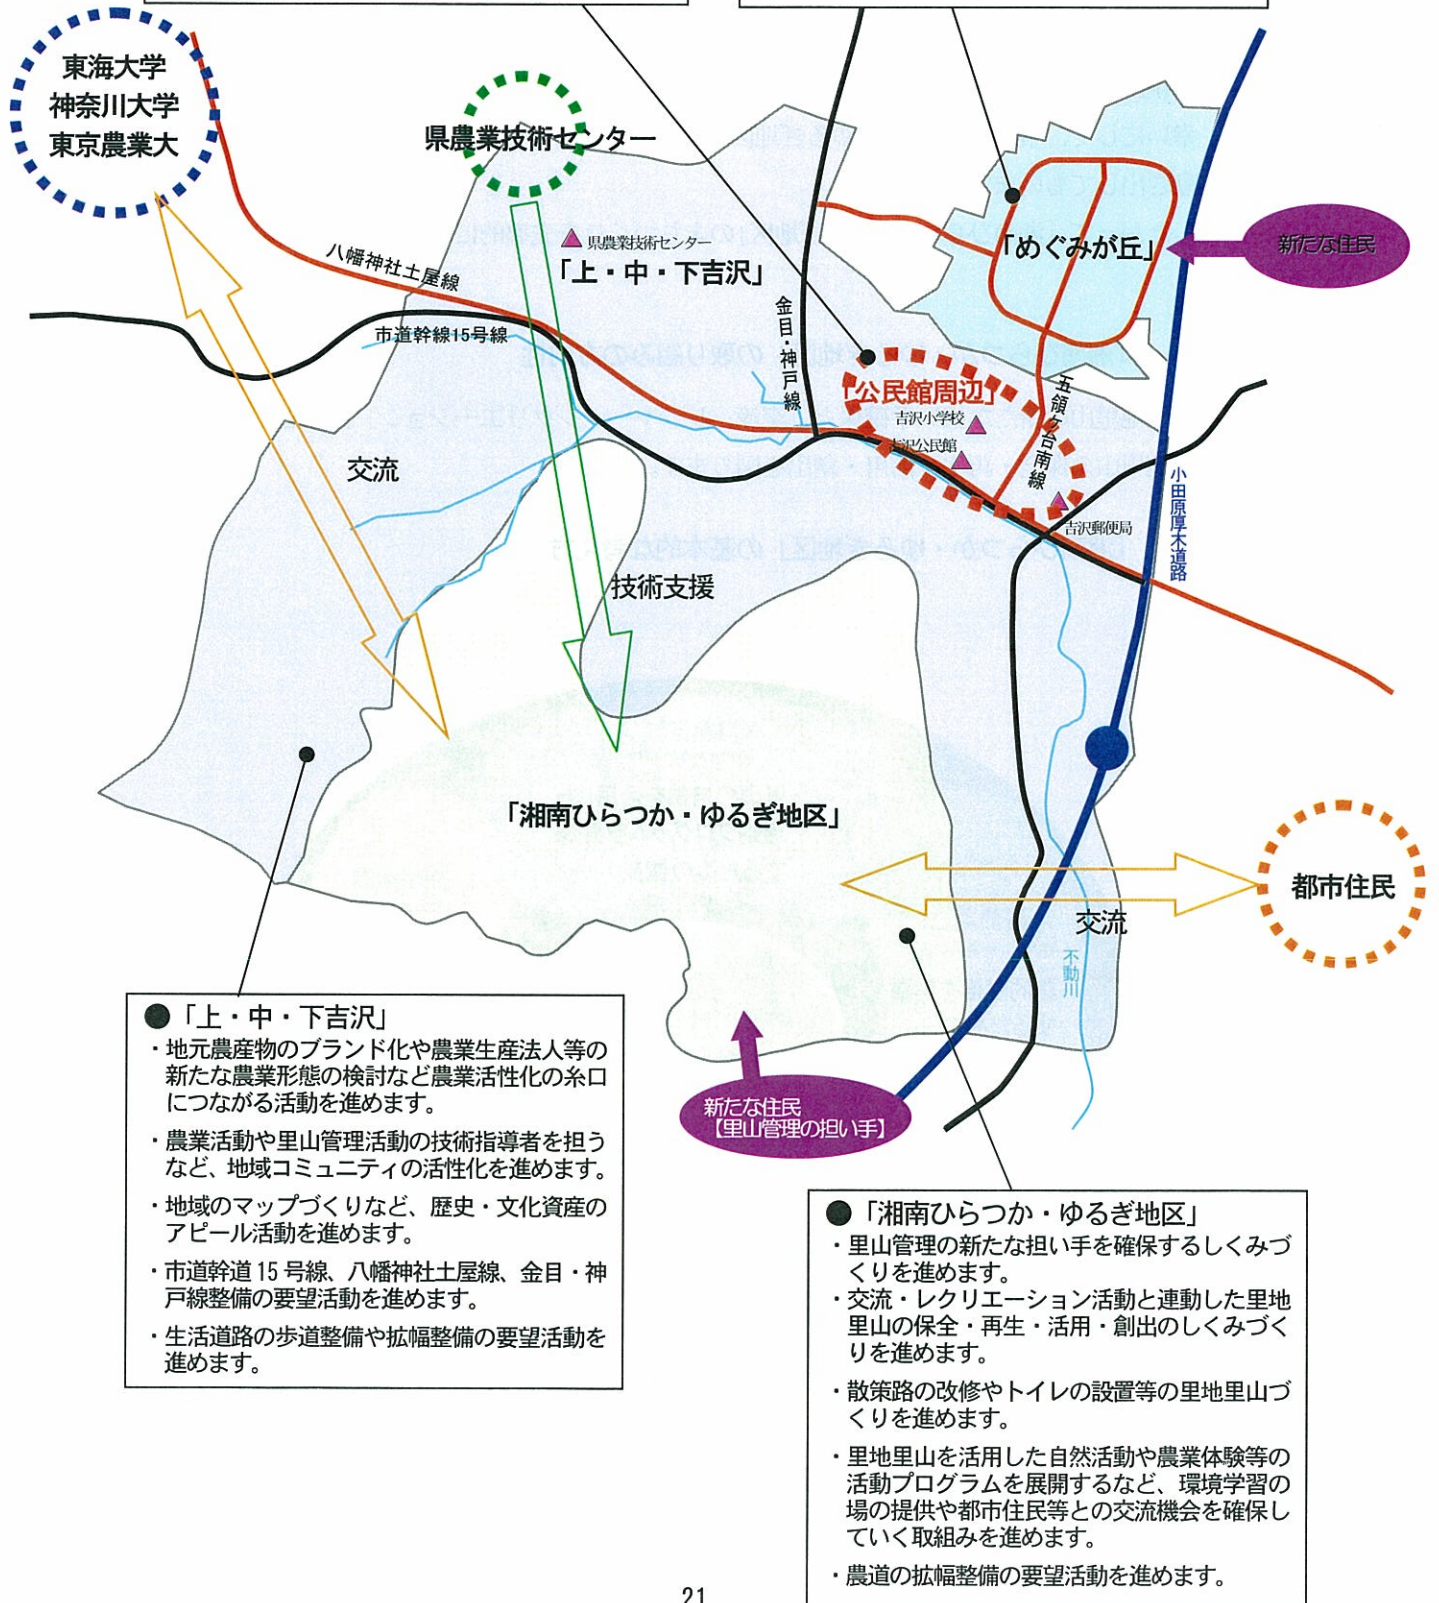 東海大学
神奈川大学
東京農業大
県農業技術センター
県農業技術センター
「上・中・下吉沢」
「めぐみが丘」
新たな住民
八幡神社土屋線
市道幹線15号線
金目・神戸線
「公民館周辺」
吉沢小学校
吉沢公民館
五領ヶ台南線
吉沢郵便局
小田原厚木道路
交流
技術支援
「湘南ひらつか・ゆるぎ地区」
都市住民
交流
不動川
新たな住民
【里山管理の担い手】
●「上・中・下吉沢」
・地元農産物のブランド化や農業生産法人等の
新たな農業形態の検討など農業活性化の糸口
につながる活動を進めます。
・農業活動や里山管理活動の技術指導者を担う
など、地域コミュニティの活性化を進めます。
・地域のマップづくりなど、歴史・文化資産の
アピール活動を進めます。
・市道幹道15号線、八幡神社土屋線、金目・神
戸線整備の要望活動を進めます。
・生活道路の歩道整備や拡幅整備の要望活動を
進めます。
●「湘南ひらつか・ゆるぎ地区」
・里山管理の新たな担い手を確保するしくみづ
くりを進めます。
・交流・レクリエーション活動と連動した里地
里山の保全・再生・活用・創出のしくみづく
りを進めます。
・散策路の改修やトイレの設置等の里地里山づ
くりを進めます。
・里地里山を活用した自然活動や農業体験等の
活動プログラムを展開するなど、環境学習の
場の提供や都市住民等との交流機会を確保し
ていく取組みを進めます。
・農道の拡幅整備の要望活動を進めます。
21